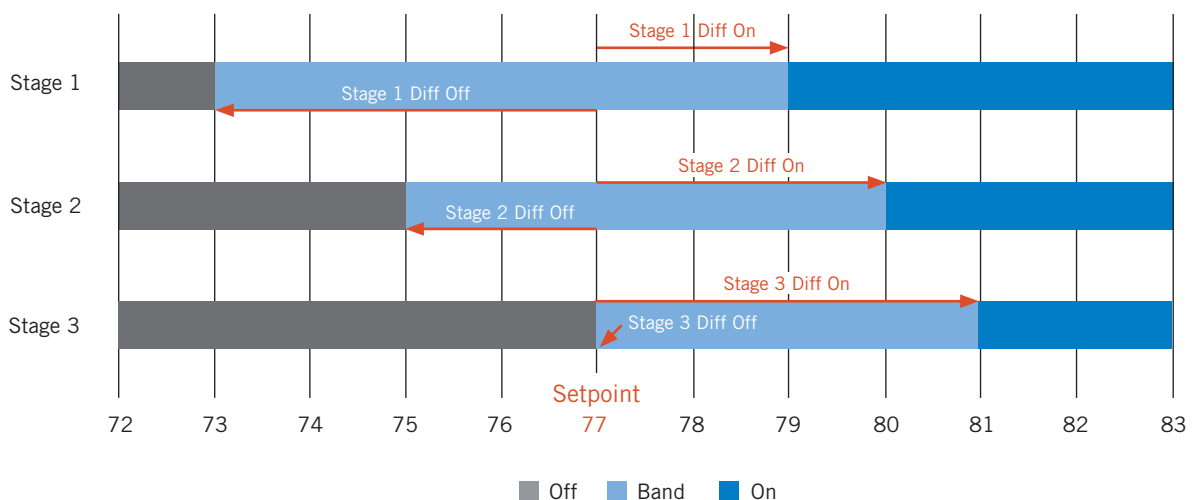 Stage 1 Diff On
Stage 1
Stage 1 Diff Off
Stage 2 Diff On
Stage 2
Stage 2 Diff Off
Stage 3 Diff On
Stage 3
Stage 3 Diff Off
Setpoint
72 73 74 75 76 77 78 79 80 81 82 83
Off Band On